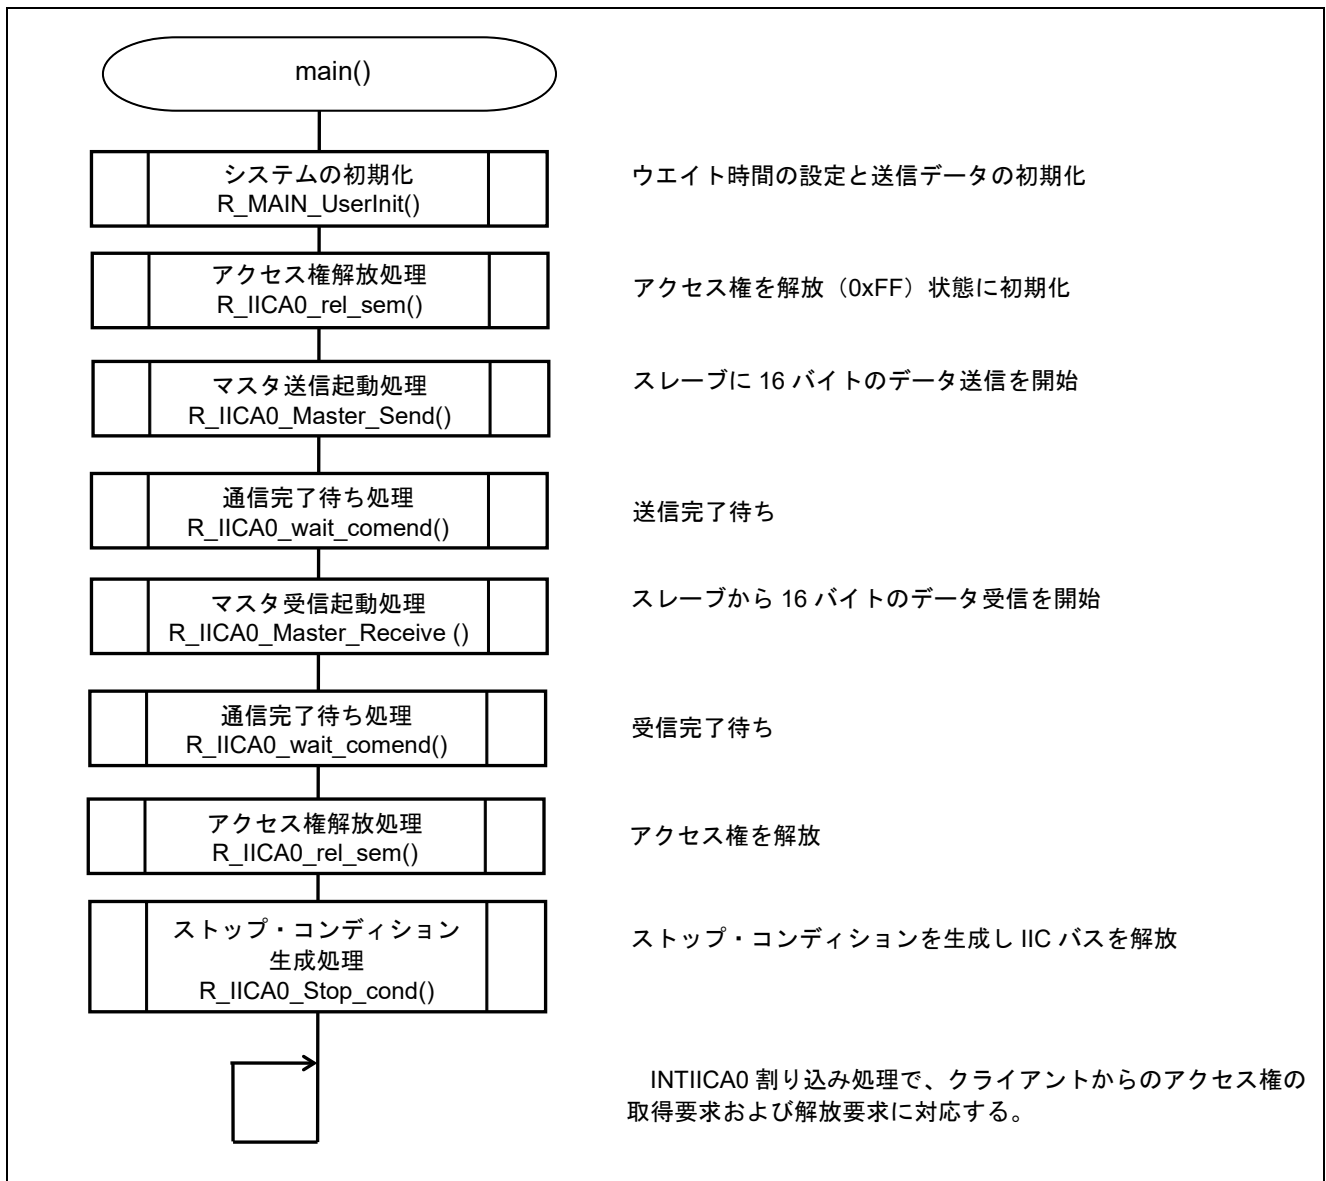 main()
システムの初期化
R_MAIN_UserInit()
ウエイト時間の設定と送信データの初期化
アクセス権解放処理
R_IICA0_rel_sem()
アクセス権を解放（0xFF）状態に初期化
マスタ送信起動処理
R_IICA0_Master_Send()
スレーブに 16 バイトのデータ送信を開始
通信完了待ち処理
R_IICA0_wait_comend()
送信完了待ち
マスタ受信起動処理
R_IICA0_Master_Receive ()
スレーブから 16 バイトのデータ受信を開始
通信完了待ち処理
R_IICA0_wait_comend()
受信完了待ち
アクセス権解放処理
R_IICA0_rel_sem()
アクセス権を解放
ストップ・コンディション
生成処理
R_IICA0_Stop_cond()
ストップ・コンディションを生成し IIC バスを解放
INTIICA0 割り込み処理で、クライアントからのアクセス権の
取得要求および解放要求に対応する。